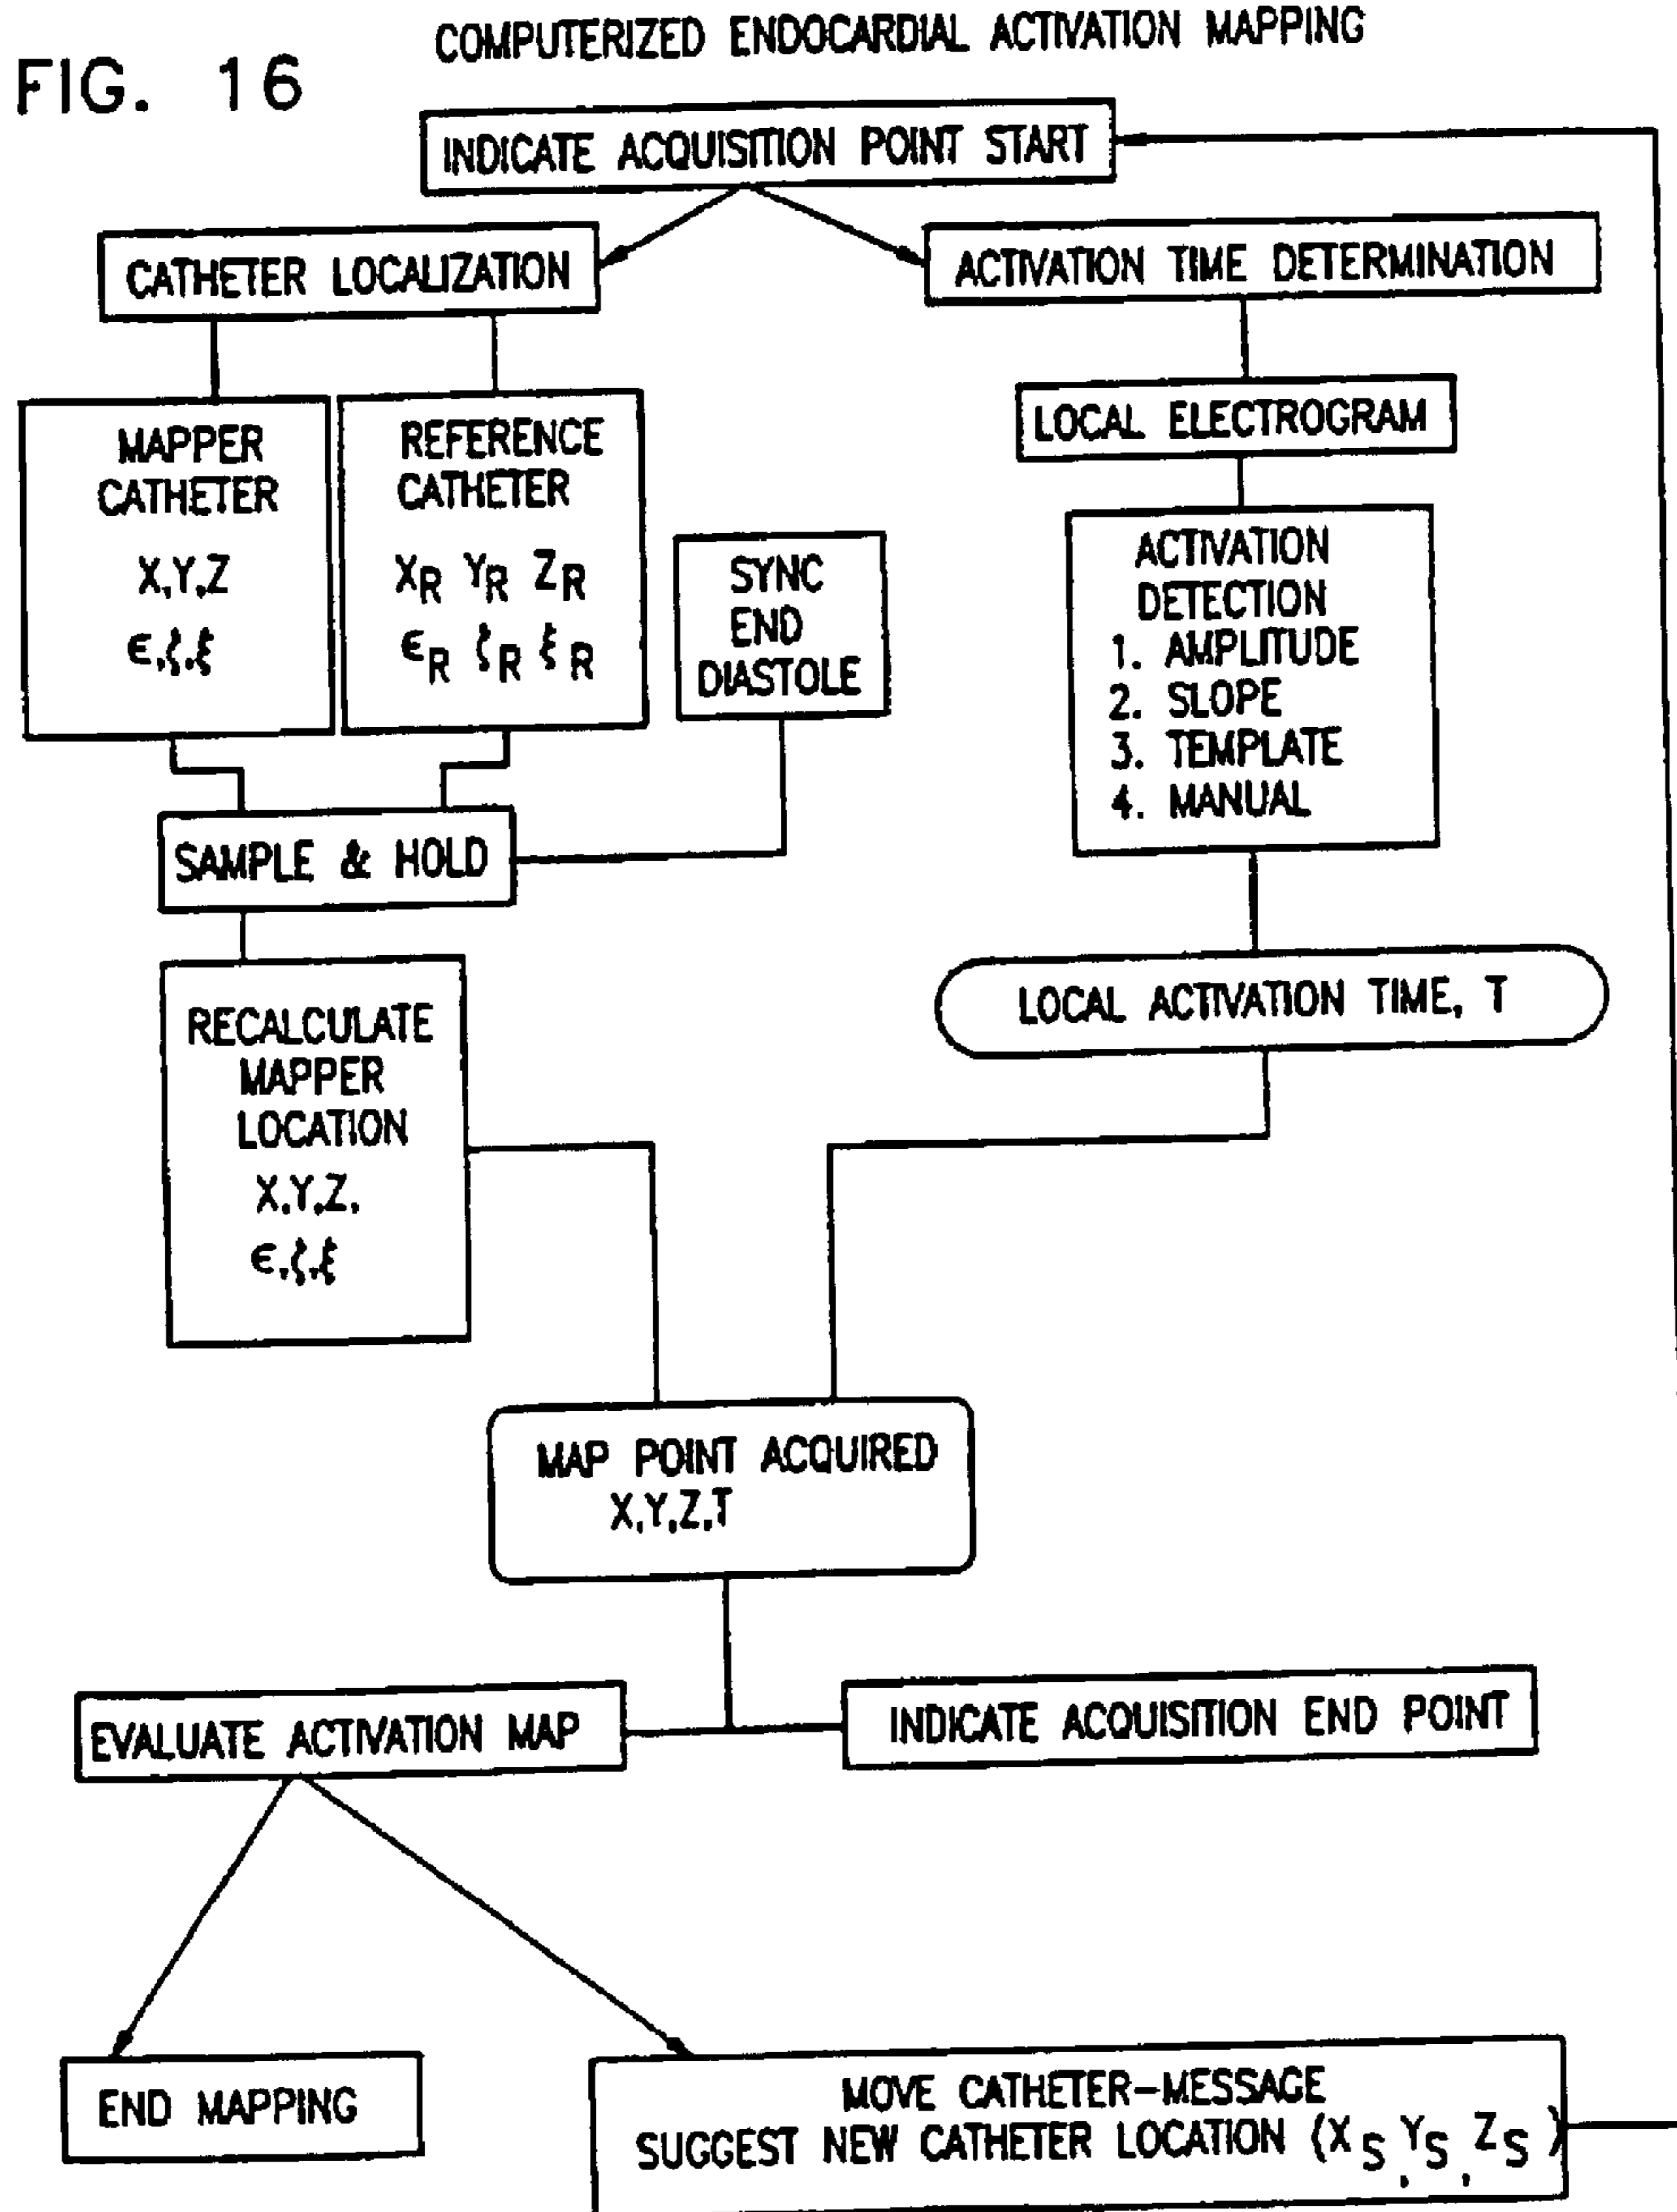 COMPUTERIZED ENDOCARDIAL ACTIVATION MAPPING
FIG. 16
INDICATE ACQUISITION POINT START
CATHETER LOCALIZATION
ACTIVATION TIME DETERMINATION
MAPPER
CATHETER
X,Y,Z
ϵ,ζ,ξ
REFERENCE
CATHETER
XR YR ZR
ϵR ζR ξR
SYNC
END
DIASTOLE
LOCAL ELECTROGRAM
ACTIVATION
DETECTION
1. AMPLITUDE
2. SLOPE
3. TEMPLATE
4. MANUAL
SAMPLE & HOLD
RECALCULATE
MAPPER
LOCATION
X,Y,Z,
ϵ,ζ,ξ
LOCAL ACTIVATION TIME, T
MAP POINT ACQUIRED
X,Y,Z,T
EVALUATE ACTIVATION MAP
INDICATE ACQUISITION END POINT
END MAPPING
MOVE CATHETER-MESSAGE
SUGGEST NEW CATHETER LOCATION (XS,YS,ZS)